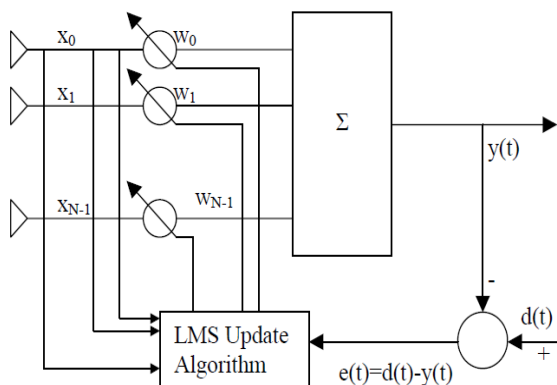 X0 W0
X1 W1
Σ
y(t)
XN-1 WN-1
-
d(t)
+
LMS Update
Algorithm
e(t)=d(t)-y(t)